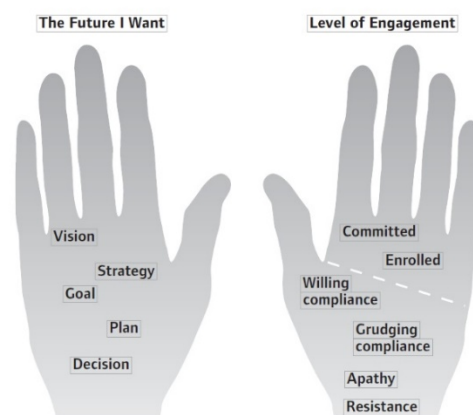 The Future I Want
Level of Engagement
Vision
Strategy
Goal
Plan
Decision
Committed
Enrolled
Willing
compliance
Grudging
compliance
Apathy
Resistance